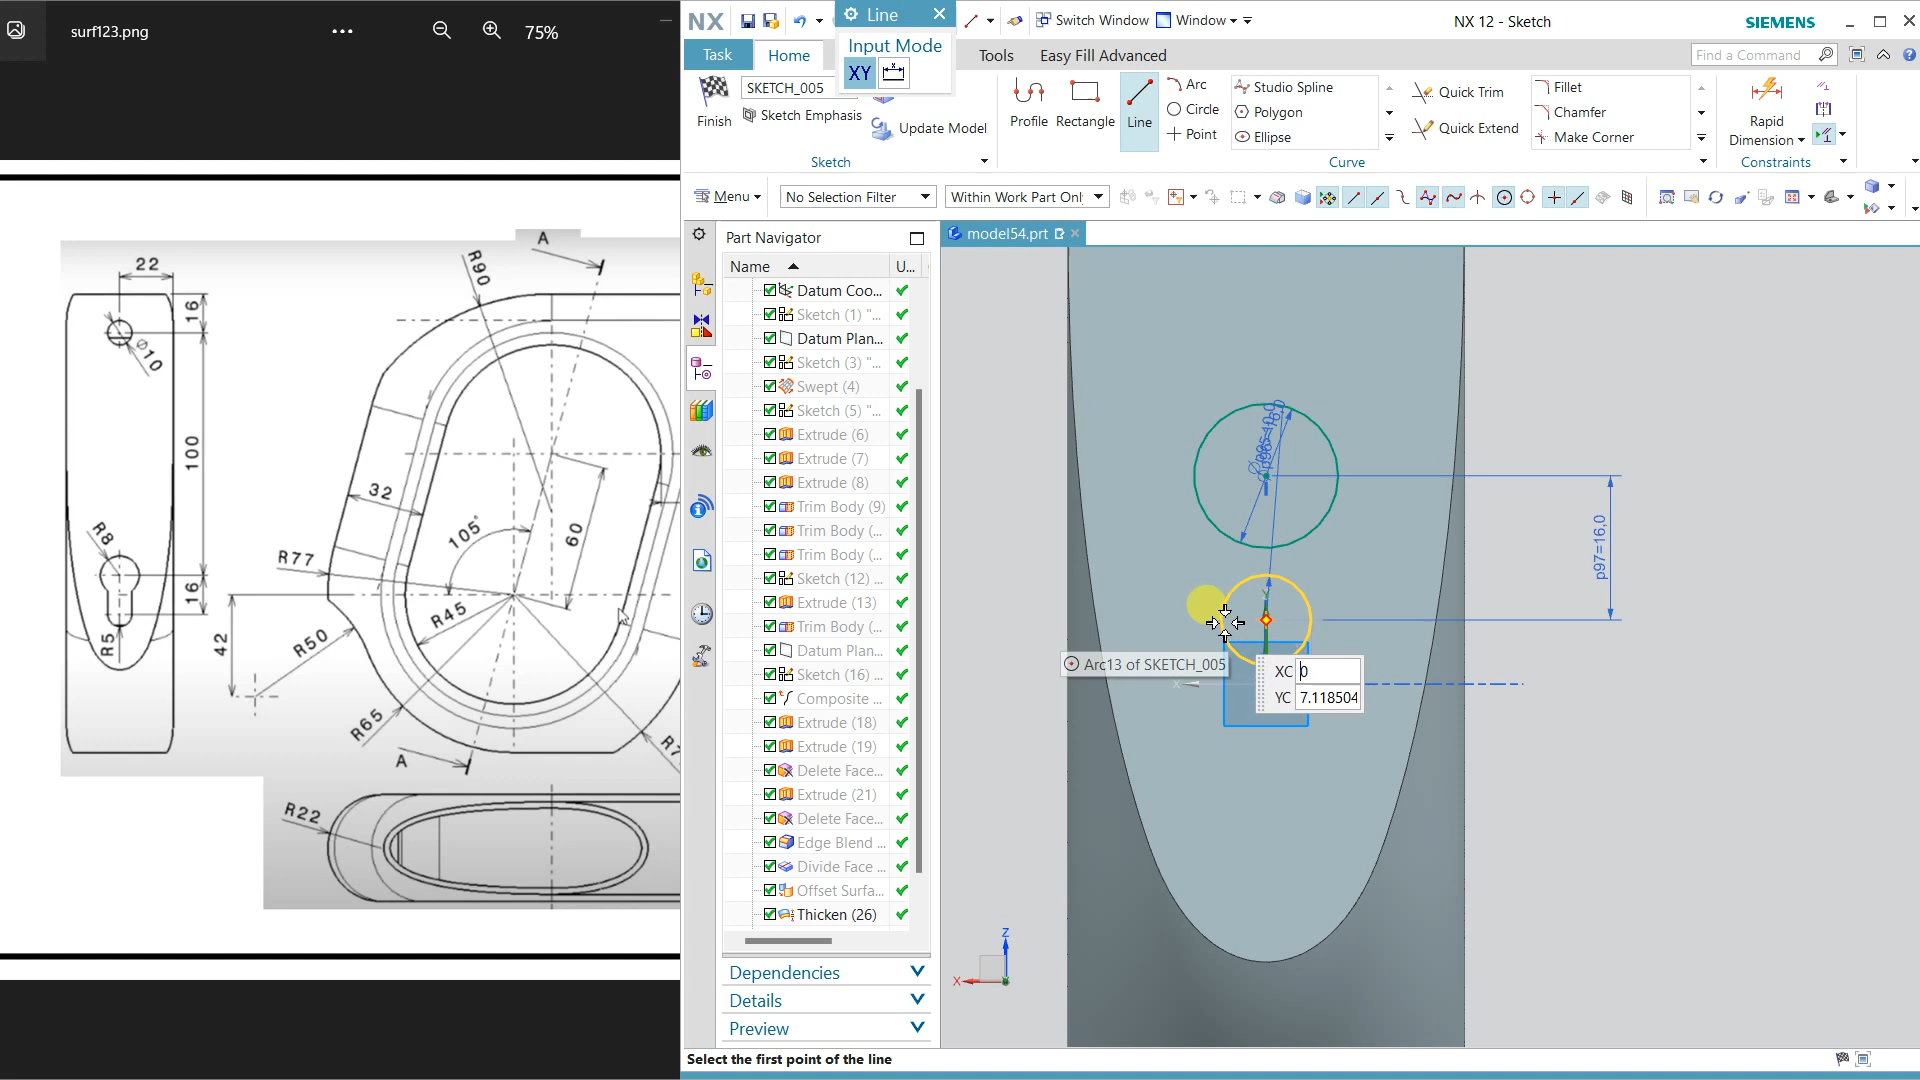 surf123.png
75%
22
16
Ø10
100
R8
16
R5
R90
A
32
105°
60
R77
R45
R50
42
R65
A
R22
NX
Line
Input Mode
XY
Switch Window
Window
NX 12 - Sketch
SIEMENS
Task
Home
Tools
Easy Fill Advanced
Find a Command
Finish
SKETCH_005
Sketch Emphasis
Update Model
Sketch
Profile
Rectangle
Line
Arc
Circle
Point
Studio Spline
Polygon
Ellipse
Quick Trim
Quick Extend
Fillet
Chamfer
Make Corner
Curve
Rapid
Dimension
Constraints
Menu
No Selection Filter
Within Work Part Onl
Part Navigator
model54.prt
Name
U...
Datum Coo...
Sketch (1) "...
Datum Plan...
Sketch (3) "...
Swept (4)
Sketch (5) "...
Extrude (6)
Extrude (7)
Extrude (8)
Trim Body (9)
Trim Body (...
Trim Body (...
Sketch (12) ...
Extrude (13)
Trim Body (...
Datum Plan...
Sketch (16) ...
Composite ...
Extrude (18)
Extrude (19)
Delete Face...
Extrude (21)
Delete Face...
Edge Blend ...
Divide Face ...
Offset Surfa...
Thicken (26)
Dependencies
Details
Preview
p97=16,0
Y
X
Arc13 of SKETCH_005
XC 0
YC 7.118504
Z
X
Select the first point of the line